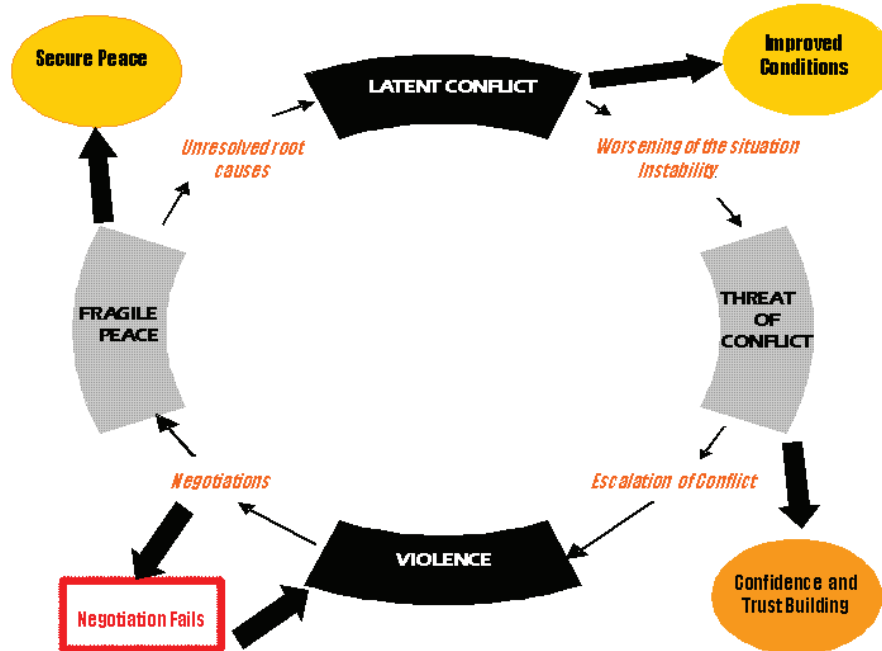 Secure Peace
Improved
Conditions
LATENT CONFLICT
Unresolved root
causes
Worsening of the situation
Instability
FRAGILE
PEACE
THREAT
OF
CONFLICT
Negotiations
Escalation of Conflict
VIOLENCE
Negotiation Fails
Confidence and
Trust Building